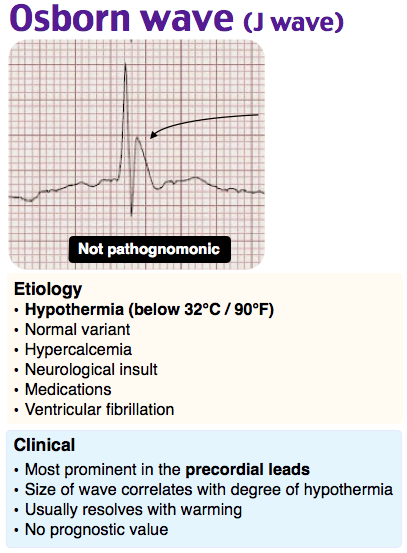 Osborn wave (J wave)
Not pathognomonic
Etiology
• Hypothermia (below 32°C / 90°F)
• Normal variant
• Hypercalcemia
• Neurological insult
• Medications
• Ventricular fibrillation
Clinical
• Most prominent in the precordial leads
• Size of wave correlates with degree of hypothermia
• Usually resolves with warming
• No prognostic value